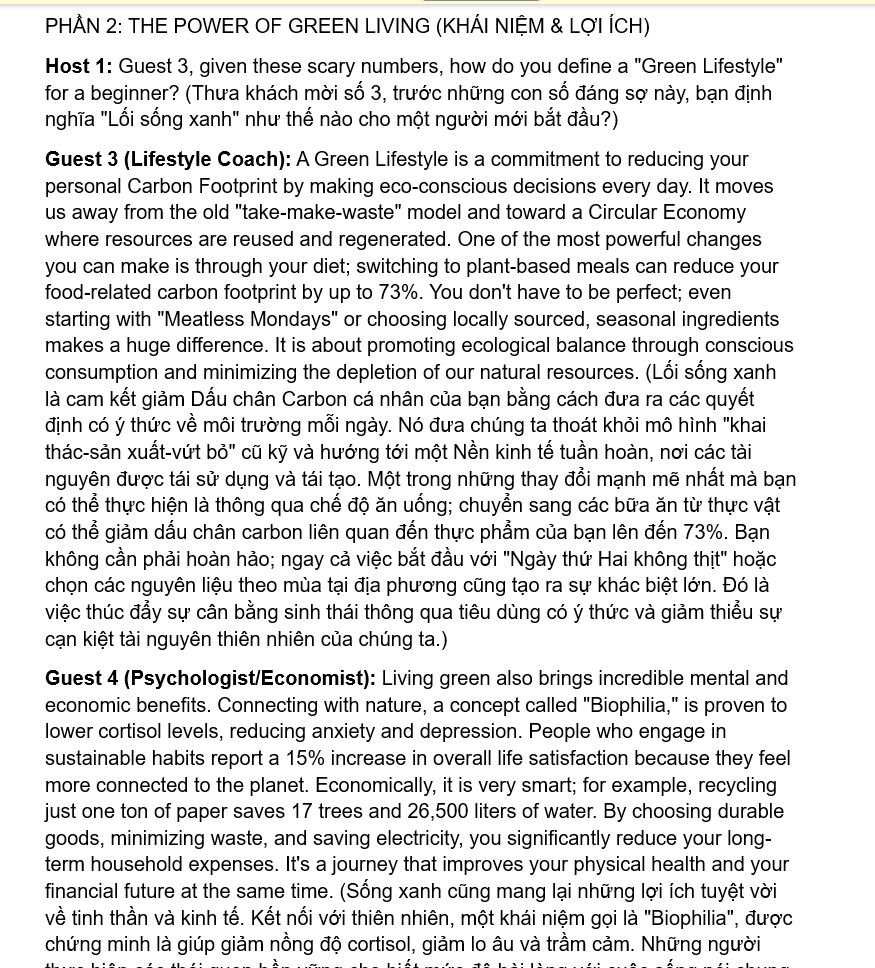 PHẦN 2: THE POWER OF GREEN LIVING (KHÁI NIỆM & LỢI ÍCH)
Host 1: Guest 3, given these scary numbers, how do you define a "Green Lifestyle"
for a beginner? (Thưa khách mời số 3, trước những con số đáng sợ này, bạn định
nghĩa "Lối sống xanh" như thế nào cho một người mới bắt đầu?)
Guest 3 (Lifestyle Coach): A Green Lifestyle is a commitment to reducing your
personal Carbon Footprint by making eco-conscious decisions every day. It moves
us away from the old "take-make-waste" model and toward a Circular Economy
where resources are reused and regenerated. One of the most powerful changes
you can make is through your diet; switching to plant-based meals can reduce your
food-related carbon footprint by up to 73%. You don't have to be perfect; even
starting with "Meatless Mondays" or choosing locally sourced, seasonal ingredients
makes a huge difference. It is about promoting ecological balance through conscious
consumption and minimizing the depletion of our natural resources. (Lối sống xanh
là cam kết giảm Dấu chân Carbon cá nhân của bạn bằng cách đưa ra các quyết
định có ý thức về môi trường mỗi ngày. Nó đưa chúng ta thoát khỏi mô hình "khai
thác-sản xuất-vứt bỏ" cũ kỹ và hướng tới một Nền kinh tế tuần hoàn, nơi các tài
nguyên được tái sử dụng và tái tạo. Một trong những thay đổi mạnh mẽ nhất mà bạn
có thể thực hiện là thông qua chế độ ăn uống; chuyển sang các bữa ăn từ thực vật
có thể giảm dấu chân carbon liên quan đến thực phẩm của bạn lên đến 73%. Bạn
không cần phải hoàn hảo; ngay cả việc bắt đầu với "Ngày thứ Hai không thịt" hoặc
chọn các nguyên liệu theo mùa tại địa phương cũng tạo ra sự khác biệt lớn. Đó là
việc thúc đẩy sự cân bằng sinh thái thông qua tiêu dùng có ý thức và giảm thiểu sự
cạn kiệt tài nguyên thiên nhiên của chúng ta.)
Guest 4 (Psychologist/Economist): Living green also brings incredible mental and
economic benefits. Connecting with nature, a concept called "Biophilia," is proven to
lower cortisol levels, reducing anxiety and depression. People who engage in
sustainable habits report a 15% increase in overall life satisfaction because they feel
more connected to the planet. Economically, it is very smart; for example, recycling
just one ton of paper saves 17 trees and 26,500 liters of water. By choosing durable
goods, minimizing waste, and saving electricity, you significantly reduce your long-
term household expenses. It's a journey that improves your physical health and your
financial future at the same time. (Sống xanh cũng mang lại những lợi ích tuyệt vời
về tinh thần và kinh tế. Kết nối với thiên nhiên, một khái niệm gọi là "Biophilia", được
chứng minh là giúp giảm nồng độ cortisol, giảm lo âu và trầm cảm. Những người